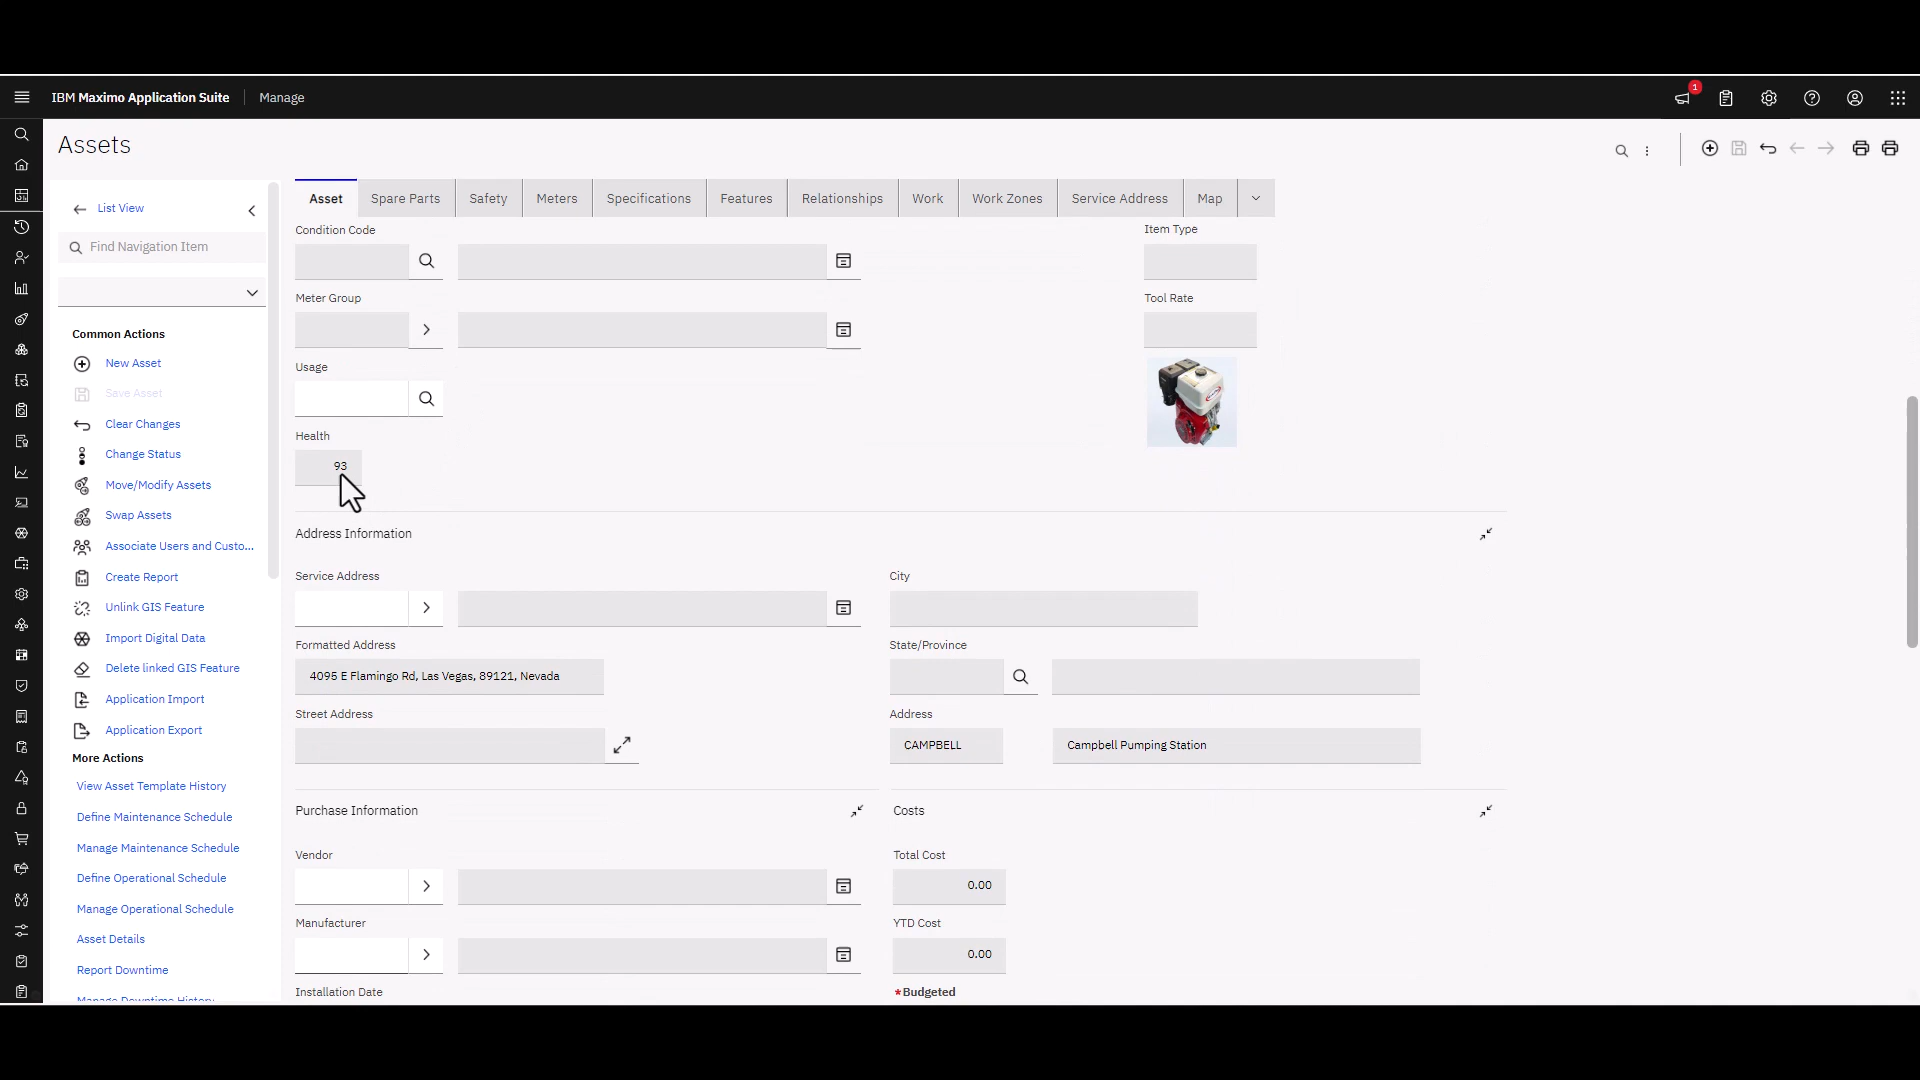 IBM Maximo Application Suite Manage
1
Assets
List View
Find Navigation Item
Common Actions
New Asset
Save Asset
Clear Changes
Change Status
Move/Modify Assets
Swap Assets
Associate Users and Custo...
Create Report
Unlink GIS Feature
Import Digital Data
Delete linked GIS Feature
Application Import
Application Export
More Actions
View Asset Template History
Define Maintenance Schedule
Manage Maintenance Schedule
Define Operational Schedule
Manage Operational Schedule
Asset Details
Report Downtime
Manage Downtime History
Asset Spare Parts Safety Meters Specifications Features Relationships Work Work Zones Service Address Map
Condition Code
Item Type
Meter Group
Tool Rate
Usage
Health
93
Address Information
Service Address
City
Formatted Address
State/Province
4095 E Flamingo Rd, Las Vegas, 89121, Nevada
Street Address
Address
CAMPBELL Campbell Pumping Station
Purchase Information
Costs
Vendor
Total Cost
0.00
Manufacturer
YTD Cost
0.00
Installation Date
*Budgeted